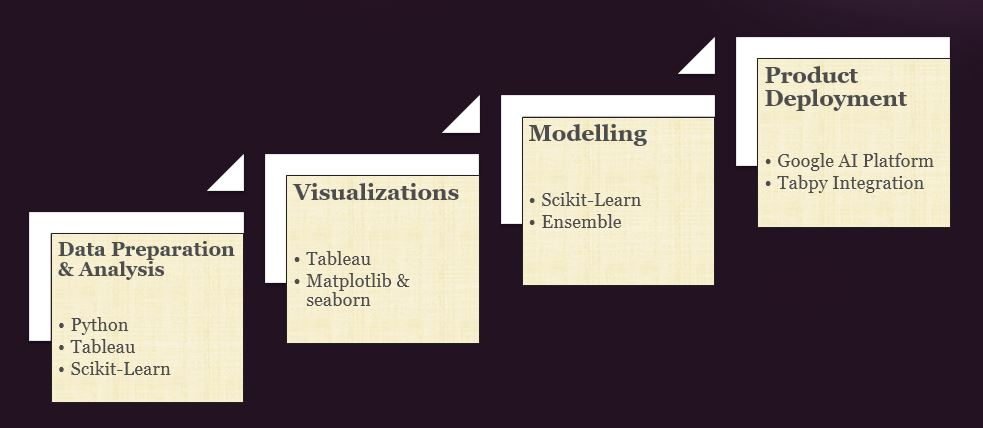 Data Preparation
& Analysis
• Python
• Tableau
• Scikit-Learn
Visualizations
• Tableau
• Matplotlib &
seaborn
Modelling
• Scikit-Learn
• Ensemble
Product
Deployment
• Google AI Platform
• Tabpy Integration